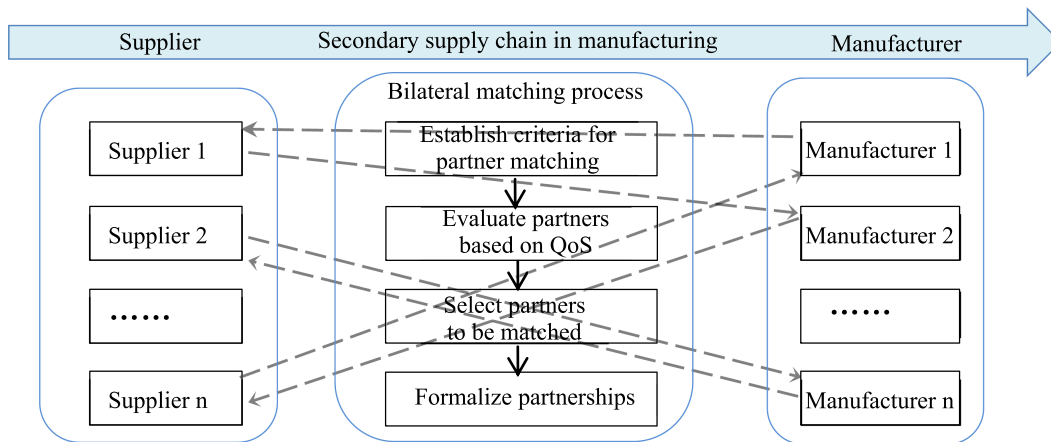 Supplier
Secondary supply chain in manufacturing
Manufacturer
Bilateral matching process
Supplier 1
Supplier 2
……
Supplier n
Establish criteria for
partner matching
Evaluate partners
based on QoS
Select partners
to be matched
Formalize partnerships
Manufacturer 1
Manufacturer 2
……
Manufacturer n